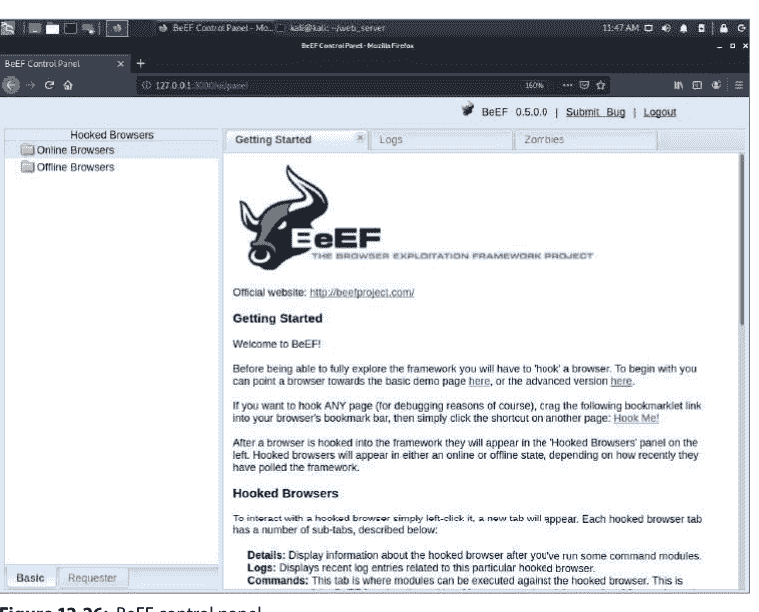 BeEF Control Panel - Mo...
kali@kali: ~/web_server
11:47 AM
BeEF Control Panel - Mozilla Firefox
BeEF Control Panel
127.0.0.1:3000/ui/panel
160%
BeEF 0.5.0.0 | Submit Bug | Logout
Hooked Browsers
Online Browsers
Offline Browsers
Getting Started
Logs
Zombies
BeEF
THE BROWSER EXPLOITATION FRAMEWORK PROJECT
Official website: http://beefproject.com/
Getting Started
Welcome to BeEF!
Before being able to fully explore the framework you will have to 'hook' a browser. To begin with you
can point a browser towards the basic demo page here, or the advanced version here.
If you want to hook ANY page (for debugging reasons of course), drag the following bookmarklet link
into your browser's bookmark bar, then simply click the shortcut on another page: Hook Me!
After a browser is hooked into the framework they will appear in the 'Hooked Browsers' panel on the
left. Hooked browsers will appear in either an online or offline state, depending on how recently they
have polled the framework.
Hooked Browsers
To interact with a hooked browser simply left-click it, a new tab will appear. Each hooked browser tab
has a number of sub-tabs, described below:
Details: Display information about the hooked browser after you've run some command modules.
Logs: Displays recent log entries related to this particular hooked browser.
Commands: This tab is where modules can be executed against the hooked browser. This is
Basic
Requester
Figure 12-26: BeEF control panel